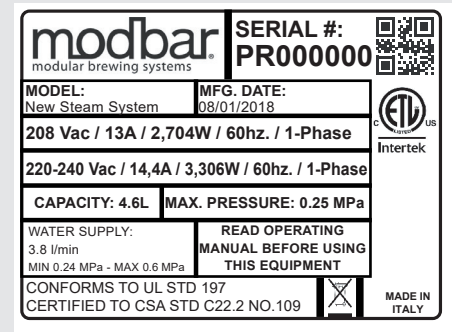 modbar
modular brewing systems
SERIAL #:
PR000000
MODEL:
New Steam System
MFG. DATE:
08/01/2018
208 Vac / 13A / 2,704W / 60hz. / 1-Phase
220-240 Vac / 14,4A / 3,306W / 60hz. / 1-Phase
CAPACITY: 4.6L
MAX. PRESSURE: 0.25 MPa
WATER SUPPLY:
3.8 l/min
MIN 0.24 MPa - MAX 0.6 MPa
READ OPERATING
MANUAL BEFORE USING
THIS EQUIPMENT
CONFORMS TO UL STD 197
CERTIFIED TO CSA STD C22.2 NO.109
ETL
LISTED
C US
Intertek
MADE IN
ITALY